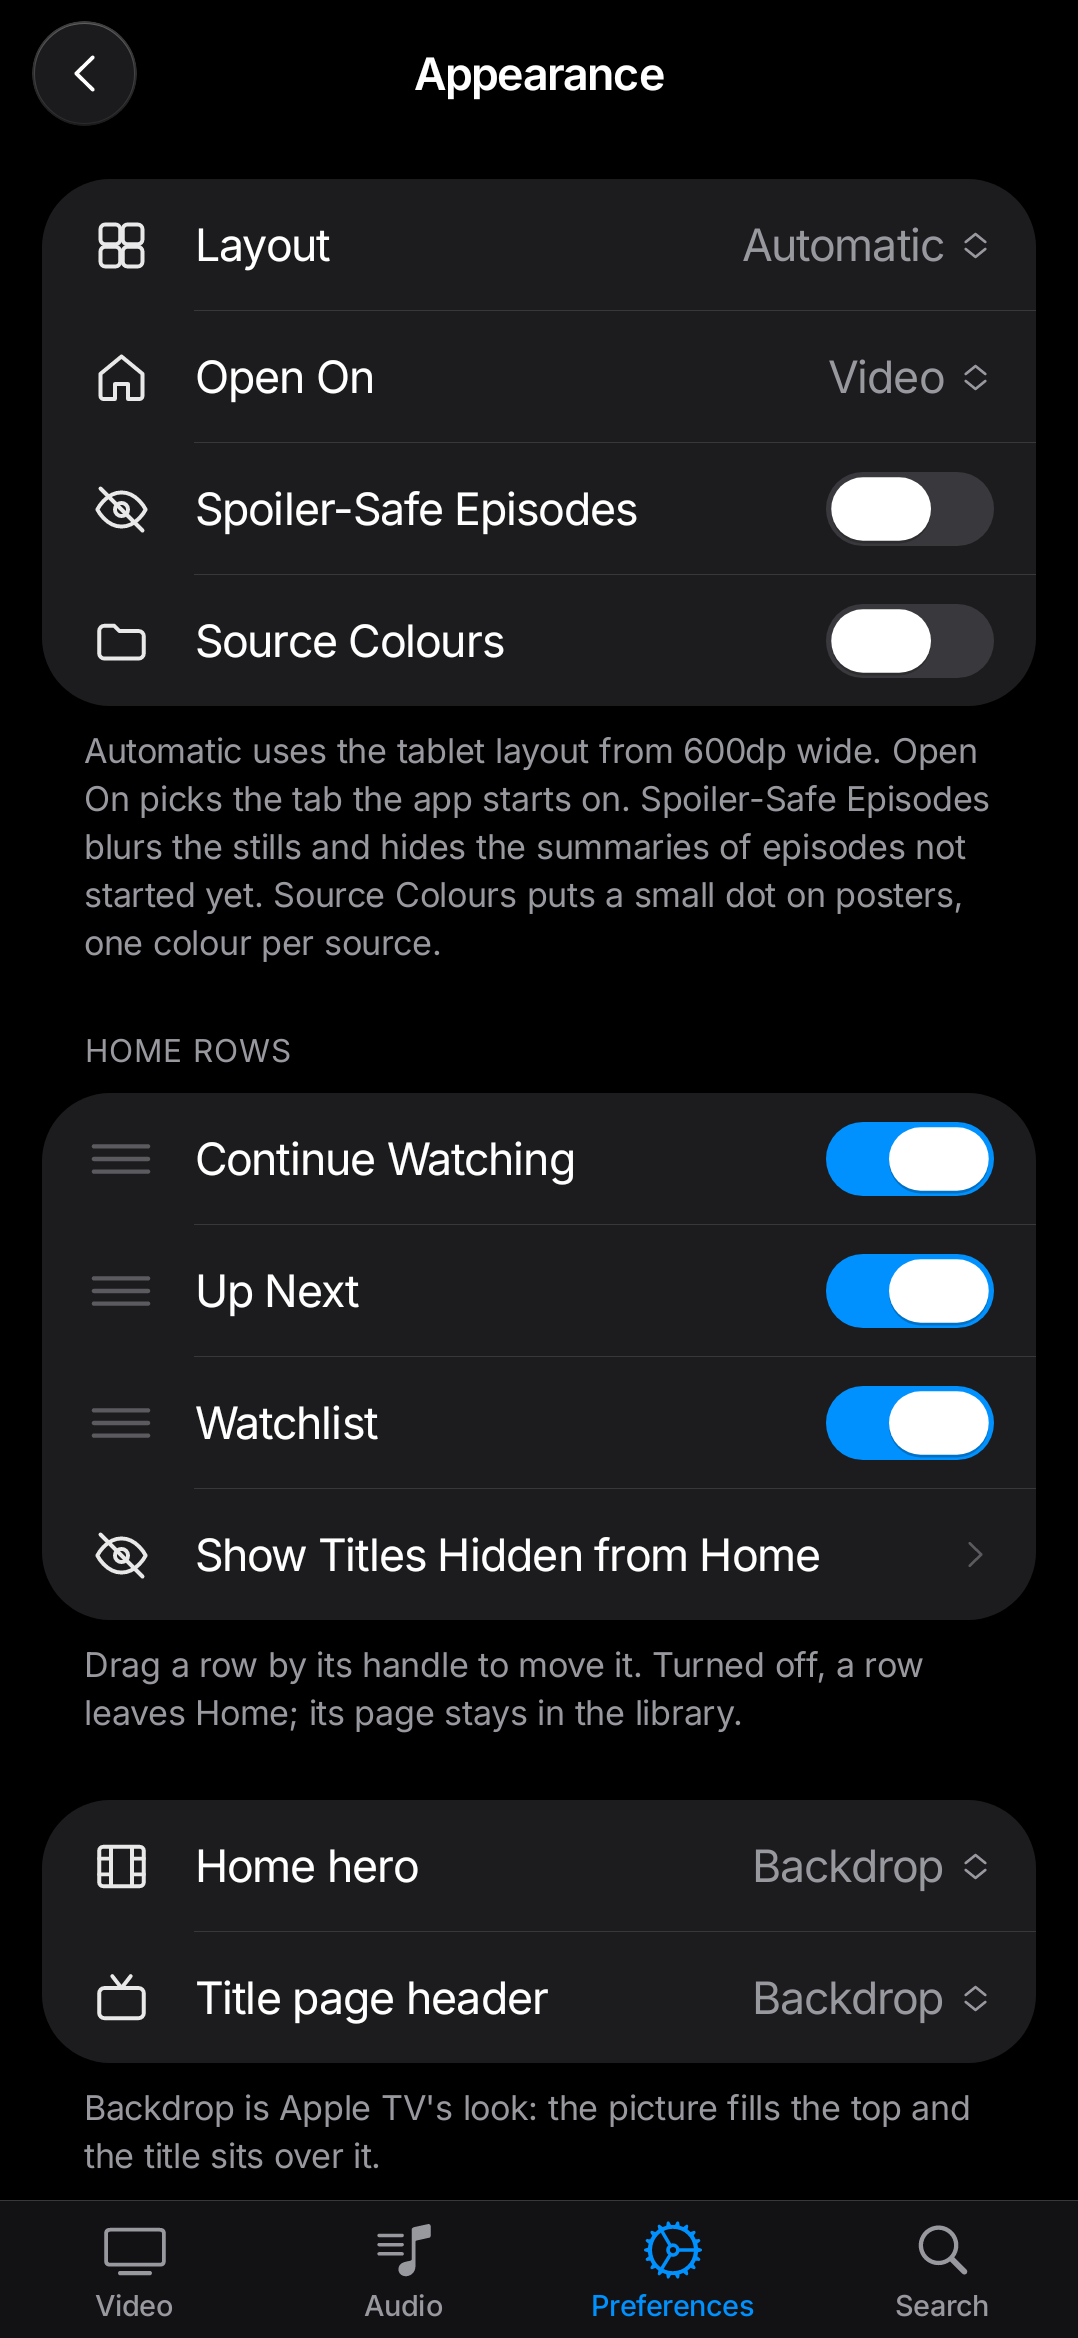 Appearance
Layout
Automatic
Open On
Video
Spoiler-Safe Episodes
Source Colours
Automatic uses the tablet layout from 600dp wide. Open
On picks the tab the app starts on. Spoiler-Safe Episodes
blurs the stills and hides the summaries of episodes not
started yet. Source Colours puts a small dot on posters,
one colour per source.
HOME ROWS
Continue Watching
Up Next
Watchlist
Show Titles Hidden from Home
Drag a row by its handle to move it. Turned off, a row
leaves Home; its page stays in the library.
Home hero
Backdrop
Title page header
Backdrop
Backdrop is Apple TV's look: the picture fills the top and
the title sits over it.
Video
Audio
Preferences
Search